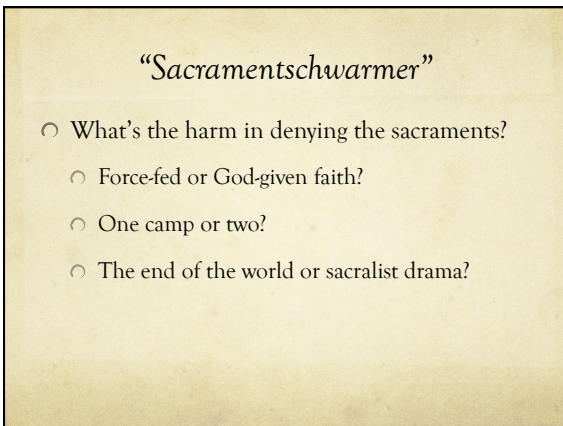 “Sacramentschwarmer”
What’s the harm in denying the sacraments?
Force-fed or God-given faith?
One camp or two?
The end of the world or sacralist drama?